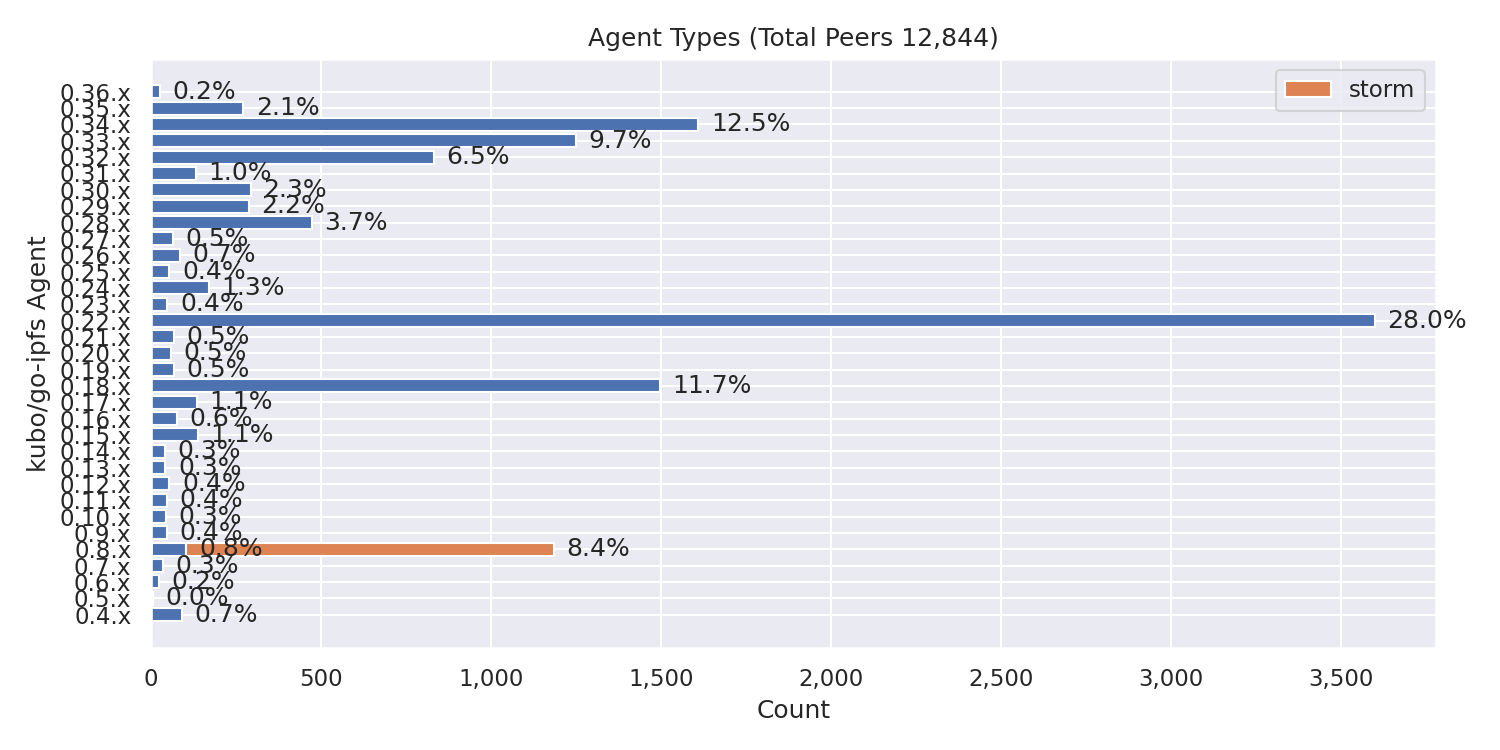 Agent Types (Total Peers 12,844)
storm
kubo/go-ipfs Agent
0.36.x 0.2%
0.35.x 2.1%
0.34.x 12.5%
0.33.x 9.7%
0.32.x 6.5%
0.31.x 1.0%
0.30.x 2.3%
0.29.x 2.2%
0.28.x 3.7%
0.27.x 0.5%
0.26.x 0.7%
0.25.x 0.4%
0.24.x 1.3%
0.23.x 0.4%
0.22.x 28.0%
0.21.x 0.5%
0.20.x 0.5%
0.19.x 0.5%
0.18.x 11.7%
0.17.x 1.1%
0.16.x 0.6%
0.15.x 1.1%
0.14.x 0.3%
0.13.x 0.3%
0.12.x 0.4%
0.11.x 0.4%
0.10.x 0.3%
0.9.x 0.4%
0.8.x 0.8% 8.4%
0.7.x 0.3%
0.6.x 0.2%
0.5.x 0.0%
0.4.x 0.7%
0 500 1,000 1,500 2,000 2,500 3,000 3,500
Count